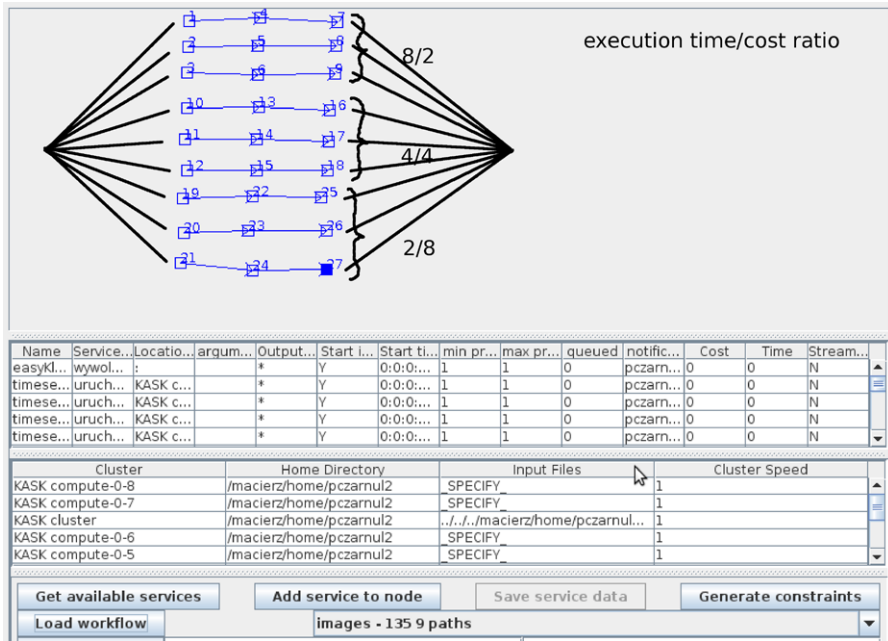 1 4 7
execution time/cost ratio
2 5 8
8/2
3 6 9
10 13 16
11 14 17
4/4
12 15 18
19 22 25
20 23 26
2/8
21 24 27
Name Service... Locatio... argum... Output... Start i... Start ti... min pr... max pr... queued notific... Cost Time Stream...
easyKl... wywol... : * Y 0:0:0:... 1 1 0 pczarn... 0 0 N
timese... uruch... KASK c... * Y 0:0:0:... 1 1 0 pczarn... 0 0 N
timese... uruch... KASK c... * Y 0:0:0:... 1 1 0 pczarn... 0 0 N
timese... uruch... KASK c... * Y 0:0:0:... 1 1 0 pczarn... 0 0 N
timese... uruch... KASK c... * Y 0:0:0:... 1 1 0 pczarn... 0 0 N
Cluster Home Directory Input Files Cluster Speed
KASK compute-0-8 /macierz/home/pczarnul2 _SPECIFY_ 1
KASK compute-0-7 /macierz/home/pczarnul2 _SPECIFY_ 1
KASK cluster /macierz/home/pczarnul2 ../../../macierz/home/pczarnul... 1
KASK compute-0-6 /macierz/home/pczarnul2 _SPECIFY_ 1
KASK compute-0-5 /macierz/home/pczarnul2 _SPECIFY_ 1
Get available services Add service to node Save service data Generate constraints
Load workflow images - 135 9 paths